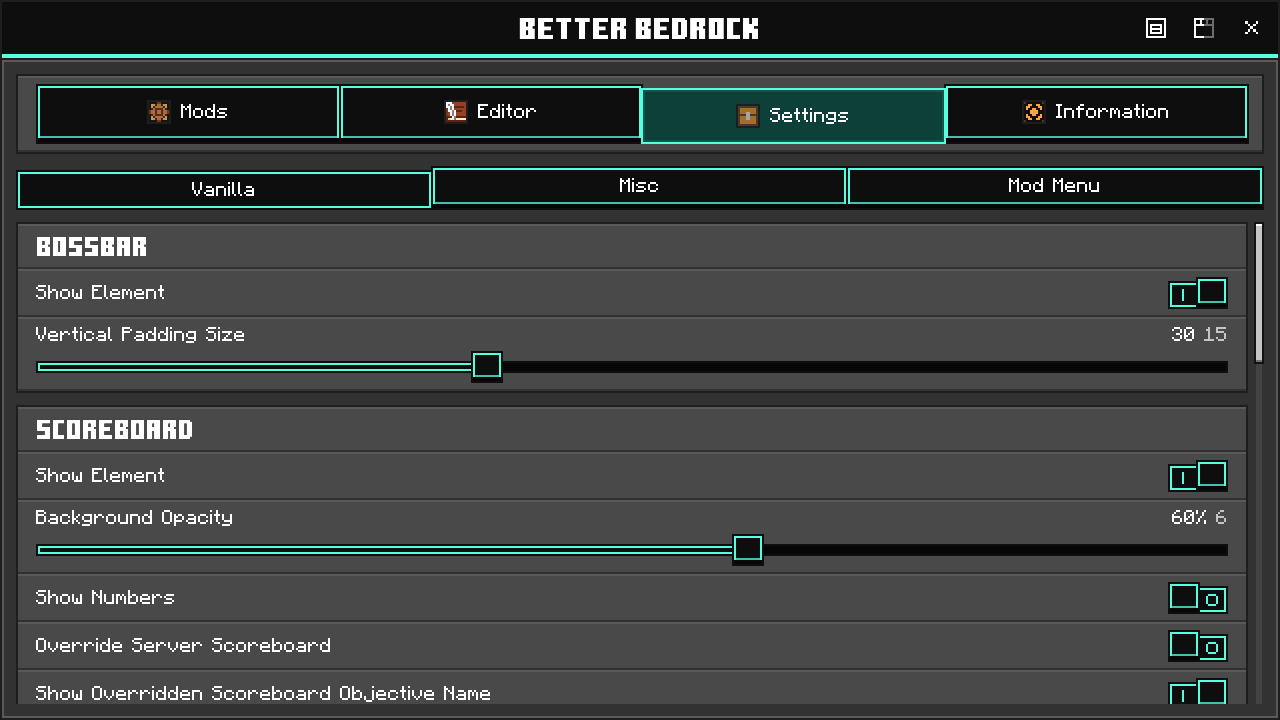 BETTER BEDROCK
Mods
Editor
Settings
Information
Vanilla
Misc
Mod Menu
BOSSBAR
Show Element
Vertical Padding Size
30 15
SCOREBOARD
Show Element
Background Opacity
60% 6
Show Numbers
Override Server Scoreboard
Show Overridden Scoreboard Objective Name